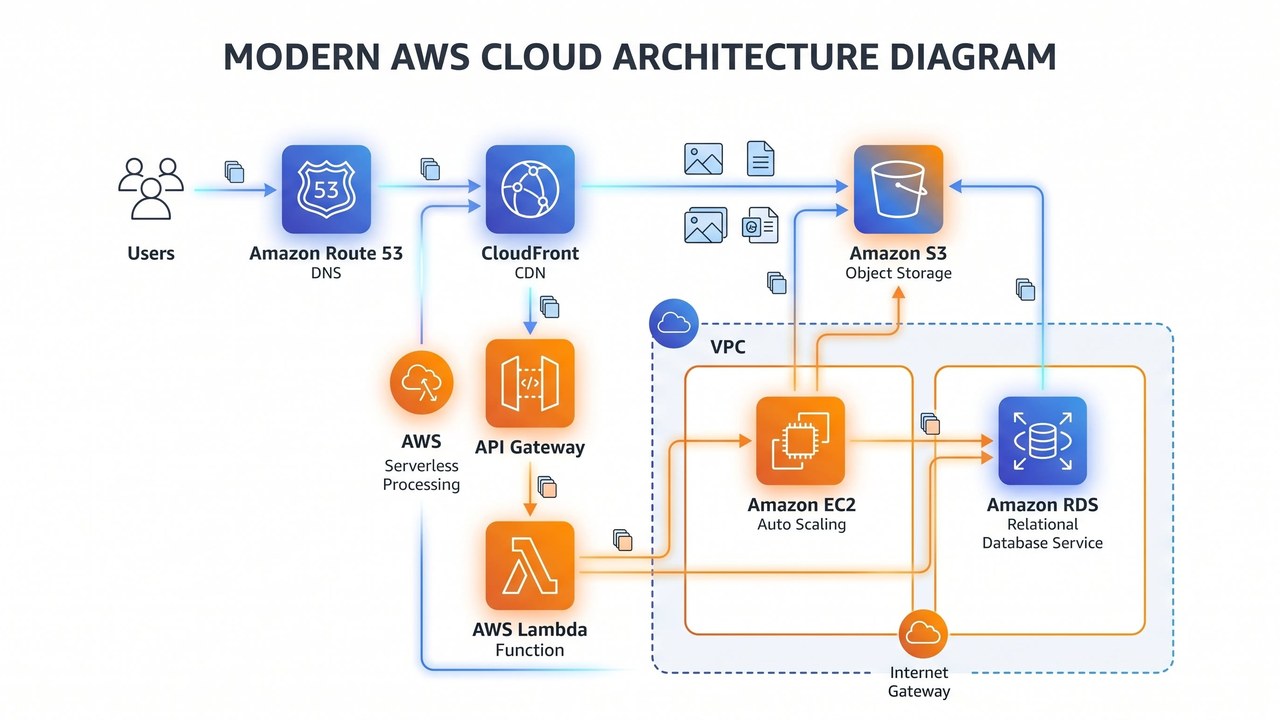 MODERN AWS CLOUD ARCHITECTURE DIAGRAM
Users
53
Amazon Route 53
DNS
CloudFront
CDN
Amazon S3
Object Storage
VPC
</>
API Gateway
AWS
Serverless
Processing
AWS Lambda
Function
Amazon EC2
Auto Scaling
Amazon RDS
Relational
Database Service
Internet
Gateway